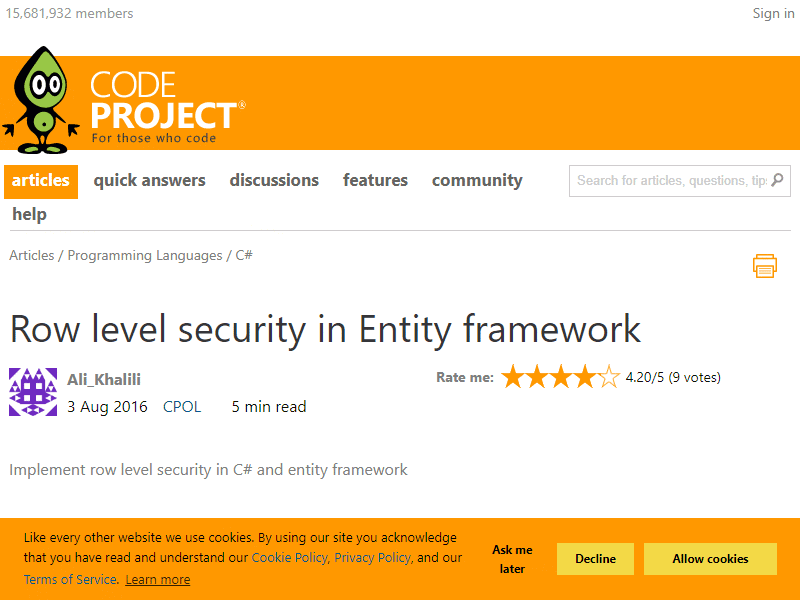 15,681,932 members
Sign in
CODE
PROJECT®
For those who code
articles quick answers discussions features community
Search for articles, questions, tips
help
Articles / Programming Languages / C#
Row level security in Entity framework
Ali_Khalili
Rate me: 4.20/5 (9 votes)
3 Aug 2016 CPOL 5 min read
Implement row level security in C# and entity framework
Like every other website we use cookies. By using our site you acknowledge
that you have read and understand our Cookie Policy, Privacy Policy, and our
Terms of Service. Learn more
Ask me
later
Decline
Allow cookies